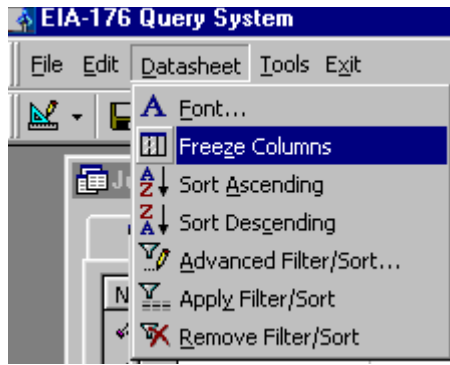 EIA-176 Query System
File Edit Datasheet Tools Exit
Font...
Freeze Columns
Sort Ascending
Sort Descending
Advanced Filter/Sort...
Apply Filter/Sort
Remove Filter/Sort